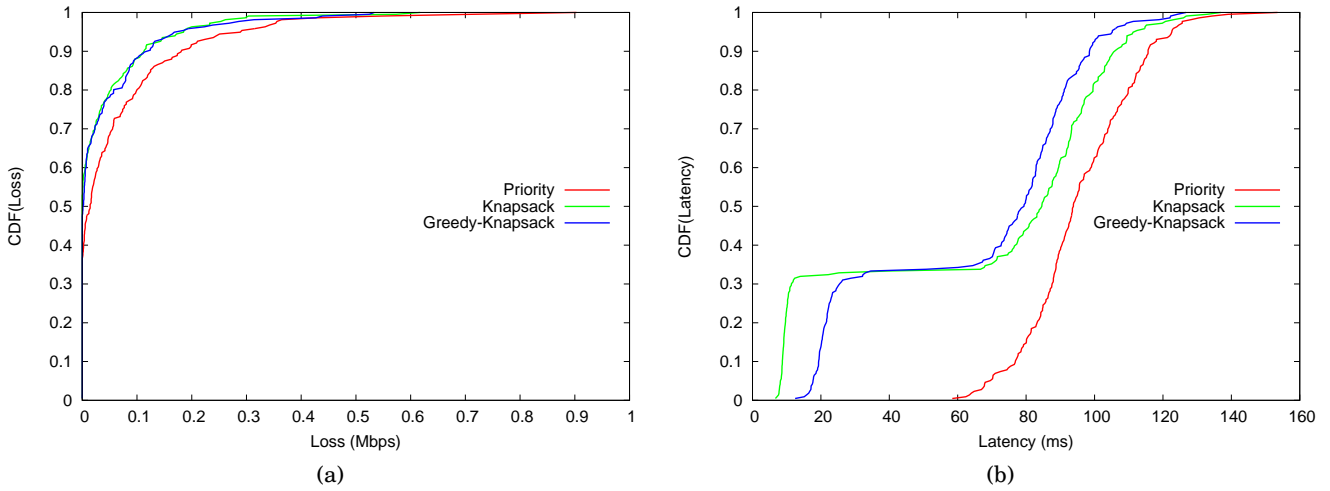 1
0.9
0.8
0.7
0.6
0.5
0.4
0.3
0.2
0.1
0
CDF(Loss)
Priority
Knapsack
Greedy-Knapsack
0 0.1 0.2 0.3 0.4 0.5 0.6 0.7 0.8 0.9 1
Loss (Mbps)
(a)
1
0.9
0.8
0.7
0.6
0.5
0.4
0.3
0.2
0.1
0
CDF(Latency)
Priority
Knapsack
Greedy-Knapsack
0 20 40 60 80 100 120 140 160
Latency (ms)
(b)